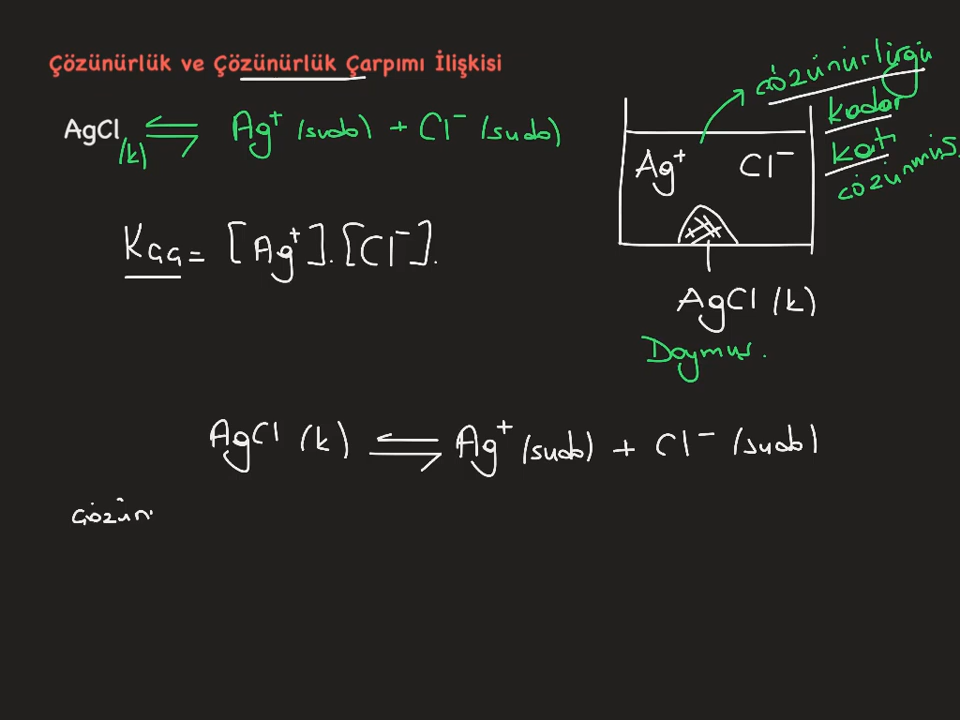 Çözünürlük ve Çözünürlük Çarpımı İlişkisi
AgCl(k) ⇌ Ag⁺ (suda) + Cl⁻ (suda)
Kçç = [Ag⁺].[Cl⁻].
çözünürlüğü
kadar
katı
çözünmüş.
Ag⁺ Cl⁻
AgCl (k)
Doymuş.
AgCl (k) ⇌ Ag⁺ (suda) + Cl⁻ (suda)
çözün.